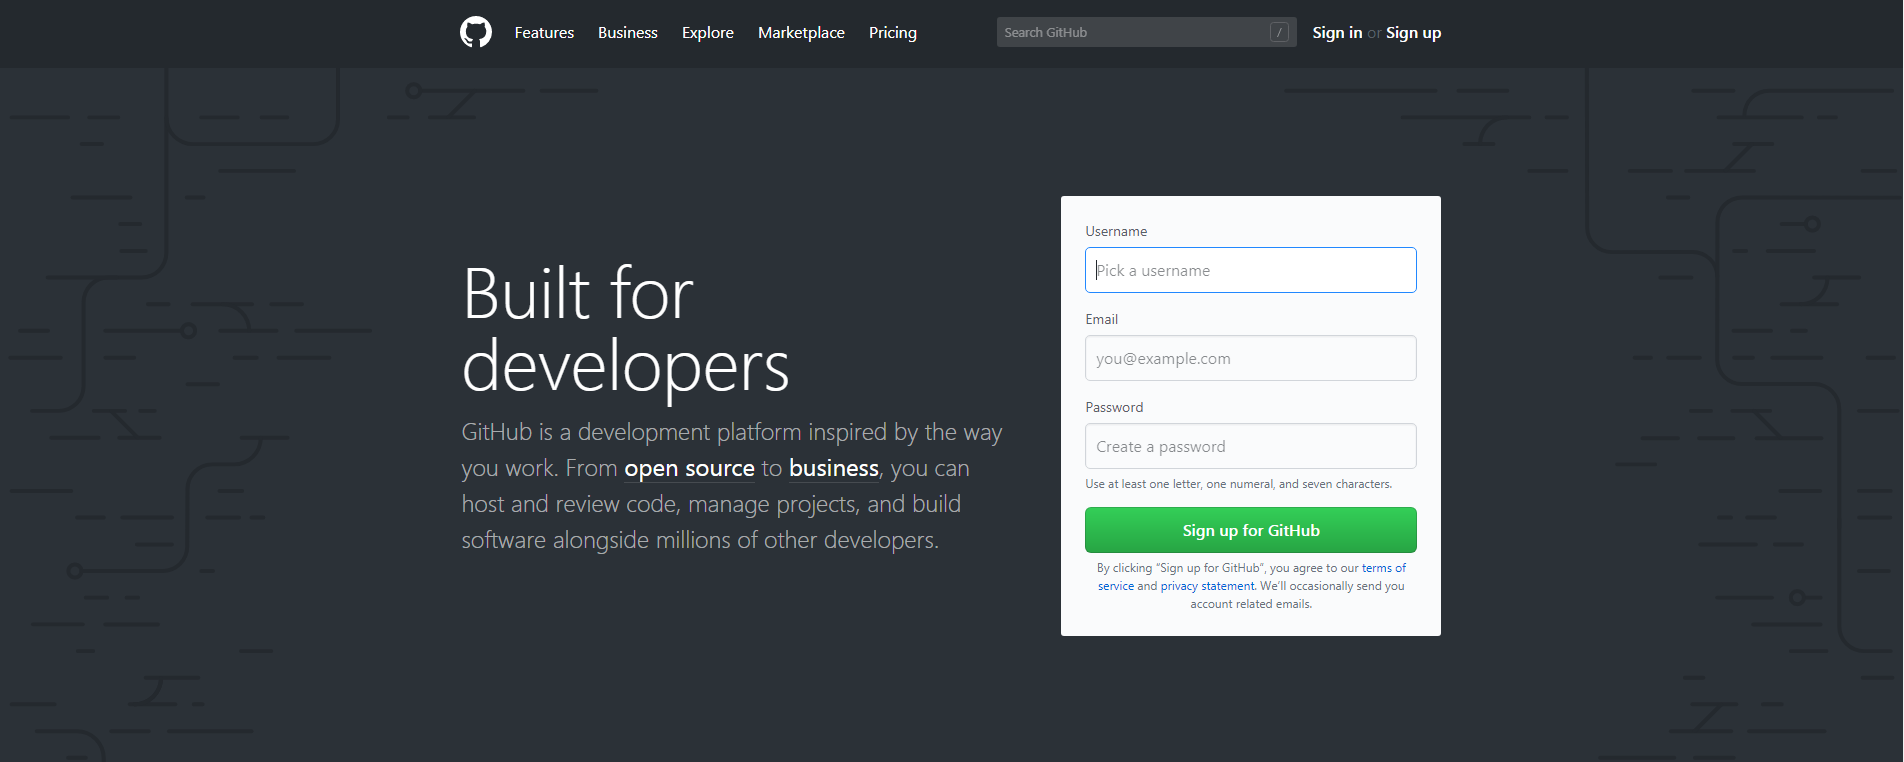 Features Business Explore Marketplace Pricing Search GitHub / Sign in or Sign up
Built for
developers
GitHub is a development platform inspired by the way
you work. From open source to business, you can
host and review code, manage projects, and build
software alongside millions of other developers.
Username
Pick a username
Email
you@example.com
Password
Create a password
Use at least one letter, one numeral, and seven characters.
Sign up for GitHub
By clicking “Sign up for GitHub”, you agree to our terms of
service and privacy statement. We’ll occasionally send you
account related emails.